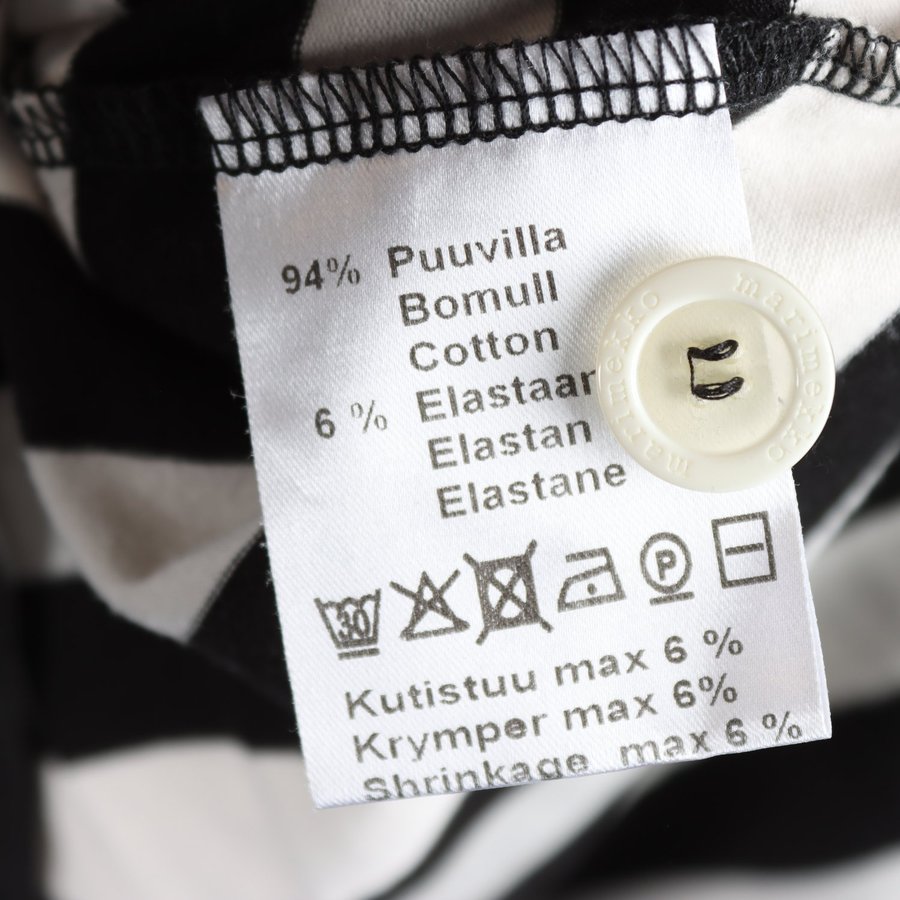 94% Puuvilla
Bomull
Cotton
6 % Elastaan
Elastan
Elastane
marimekko marimekko
30
P
Kutistuu max 6 %
Krymper max 6%
Shrinkage max 6 %